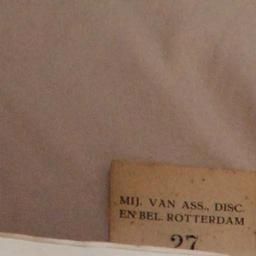 MIJ. VAN ASS., DISC.
EN BEL. ROTTERDAM
27